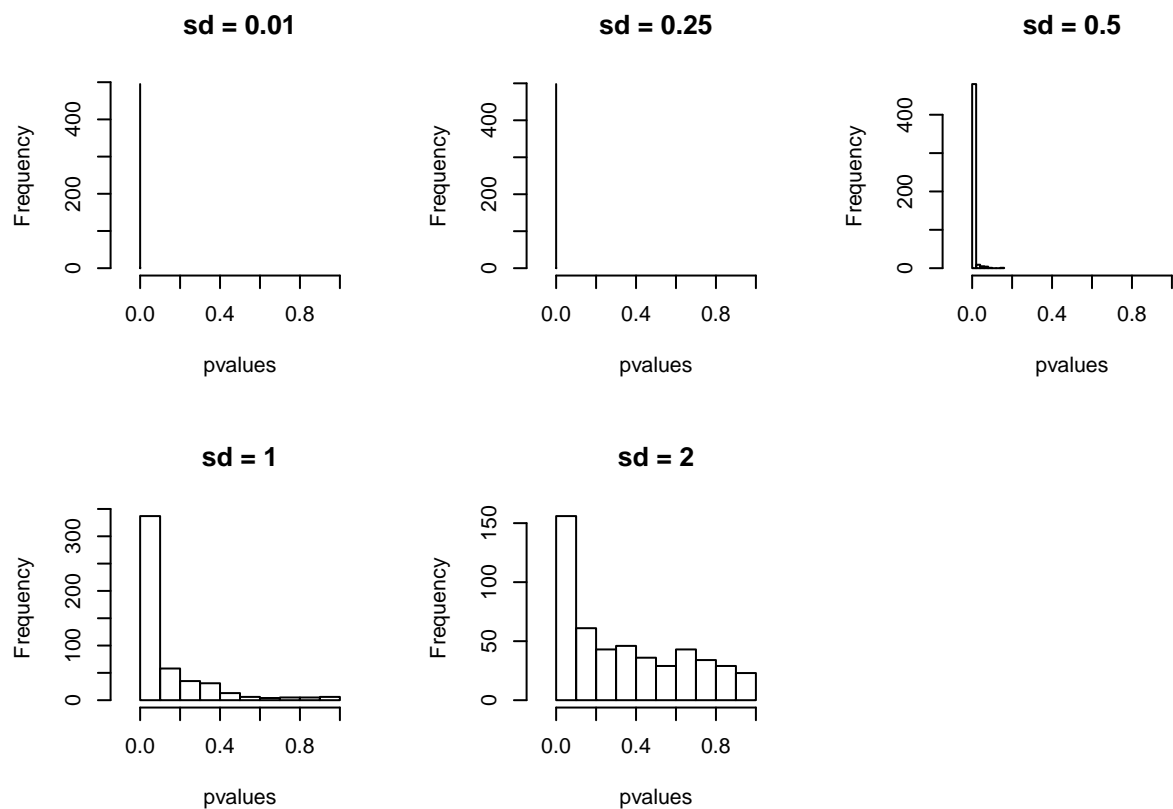 sd = 0.01
Frequency
0 200 400
0.0 0.4 0.8
pvalues
sd = 0.25
Frequency
0 200 400
0.0 0.4 0.8
pvalues
sd = 0.5
Frequency
0 200 400
0.0 0.4 0.8
pvalues
sd = 1
Frequency
0 100 200 300
0.0 0.4 0.8
pvalues
sd = 2
Frequency
0 50 100 150
0.0 0.4 0.8
pvalues